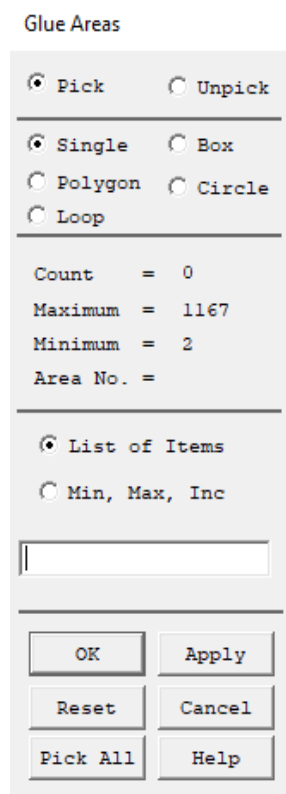 Glue Areas
Pick Unpick
Single Box
Polygon Circle
Loop
Count = 0
Maximum = 1167
Minimum = 2
Area No. =
List of Items
Min, Max, Inc
OK Apply
Reset Cancel
Pick All Help